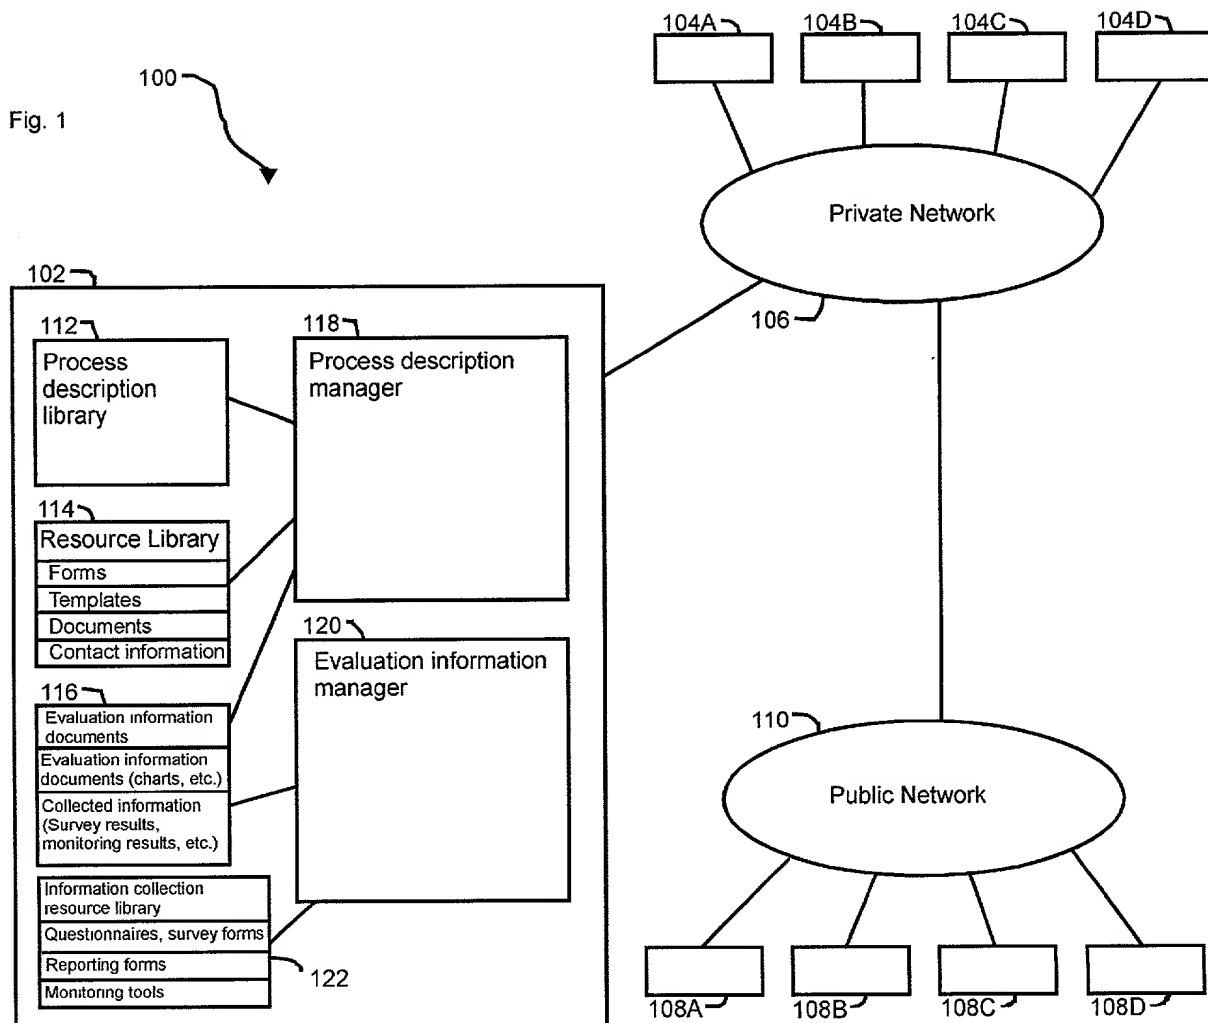 104A
104B
104C
104D
100
Fig. 1
Private Network
106
102
112
Process
description
library
118
Process description
manager
114
Resource Library
Forms
Templates
Documents
Contact information
116
Evaluation information
documents
Evaluation information
documents (charts, etc.)
Collected information
(Survey results,
monitoring results, etc.)
120
Evaluation information
manager
Information collection
resource library
Questionnaires, survey forms
Reporting forms
Monitoring tools
122
110
Public Network
108A
108B
108C
108D